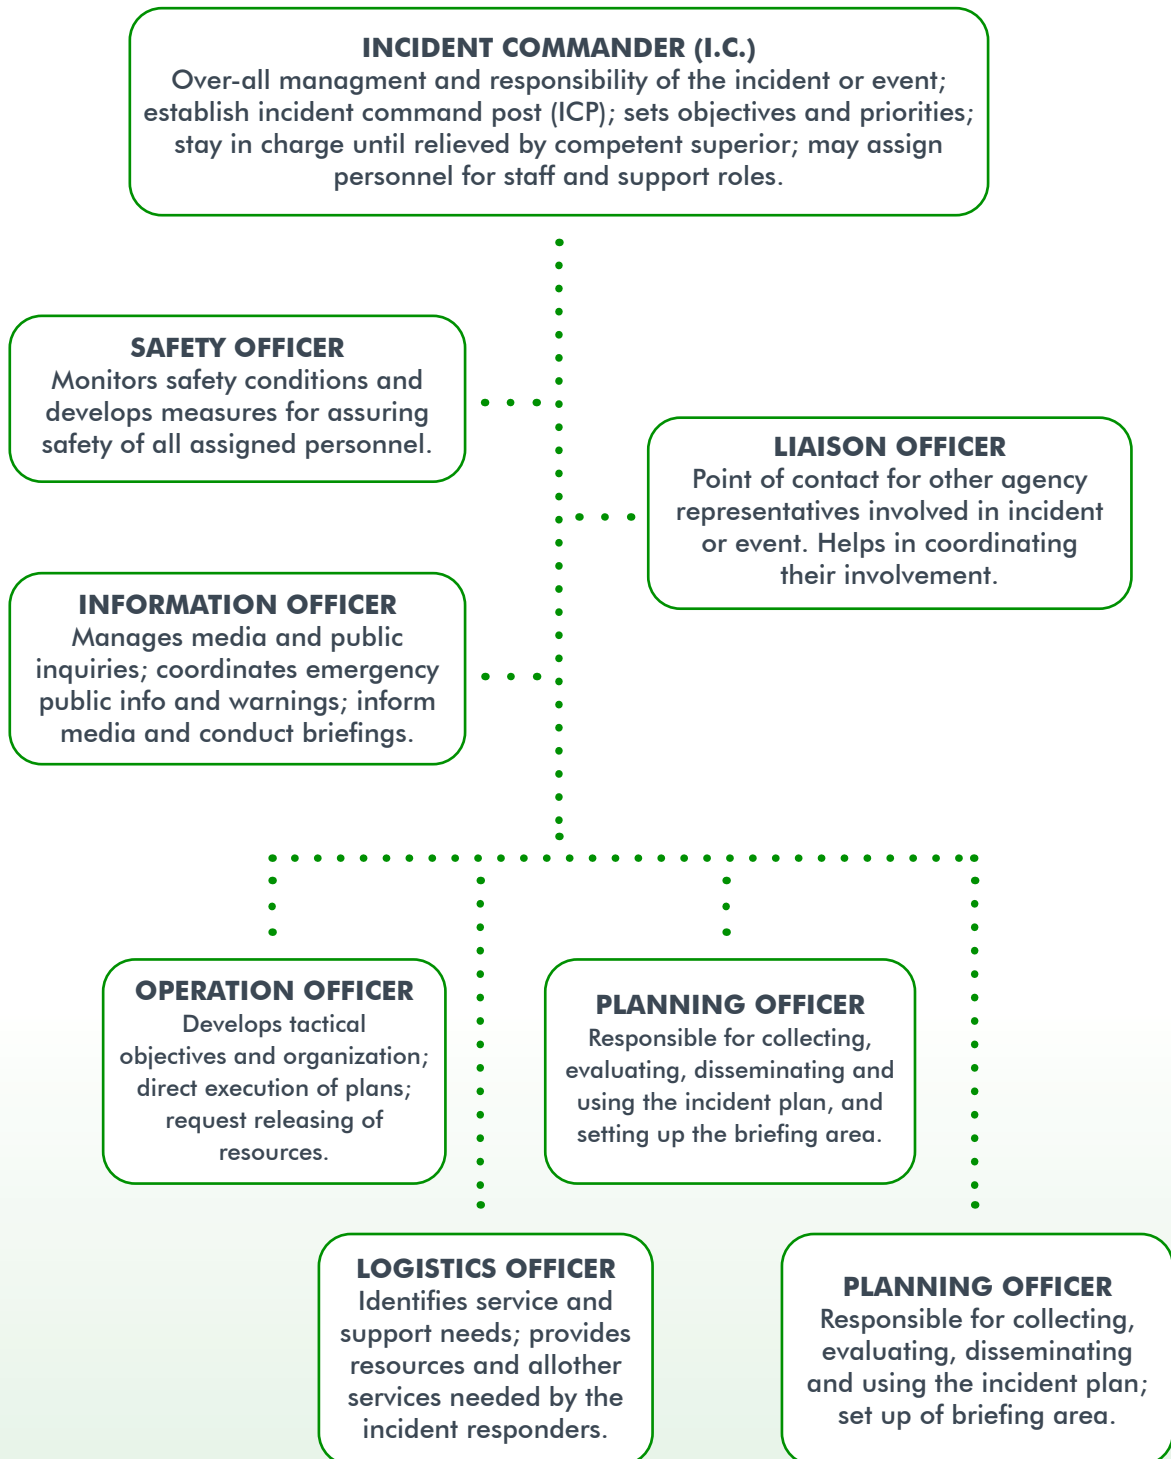 INCIDENT COMMANDER (I.C.)
Over-all managment and responsibility of the incident or event;
establish incident command post (ICP); sets objectives and priorities;
stay in charge until relieved by competent superior; may assign
personnel for staff and support roles.
SAFETY OFFICER
Monitors safety conditions and
develops measures for assuring
safety of all assigned personnel.
LIAISON OFFICER
Point of contact for other agency
representatives involved in incident
or event. Helps in coordinating
their involvement.
INFORMATION OFFICER
Manages media and public
inquiries; coordinates emergency
public info and warnings; inform
media and conduct briefings.
OPERATION OFFICER
Develops tactical
objectives and organization;
direct execution of plans;
request releasing of
resources.
PLANNING OFFICER
Responsible for collecting,
evaluating, disseminating and
using the incident plan, and
setting up the briefing area.
LOGISTICS OFFICER
Identifies service and
support needs; provides
resources and allother
services needed by the
incident responders.
PLANNING OFFICER
Responsible for collecting,
evaluating, disseminating
and using the incident plan;
set up of briefing area.